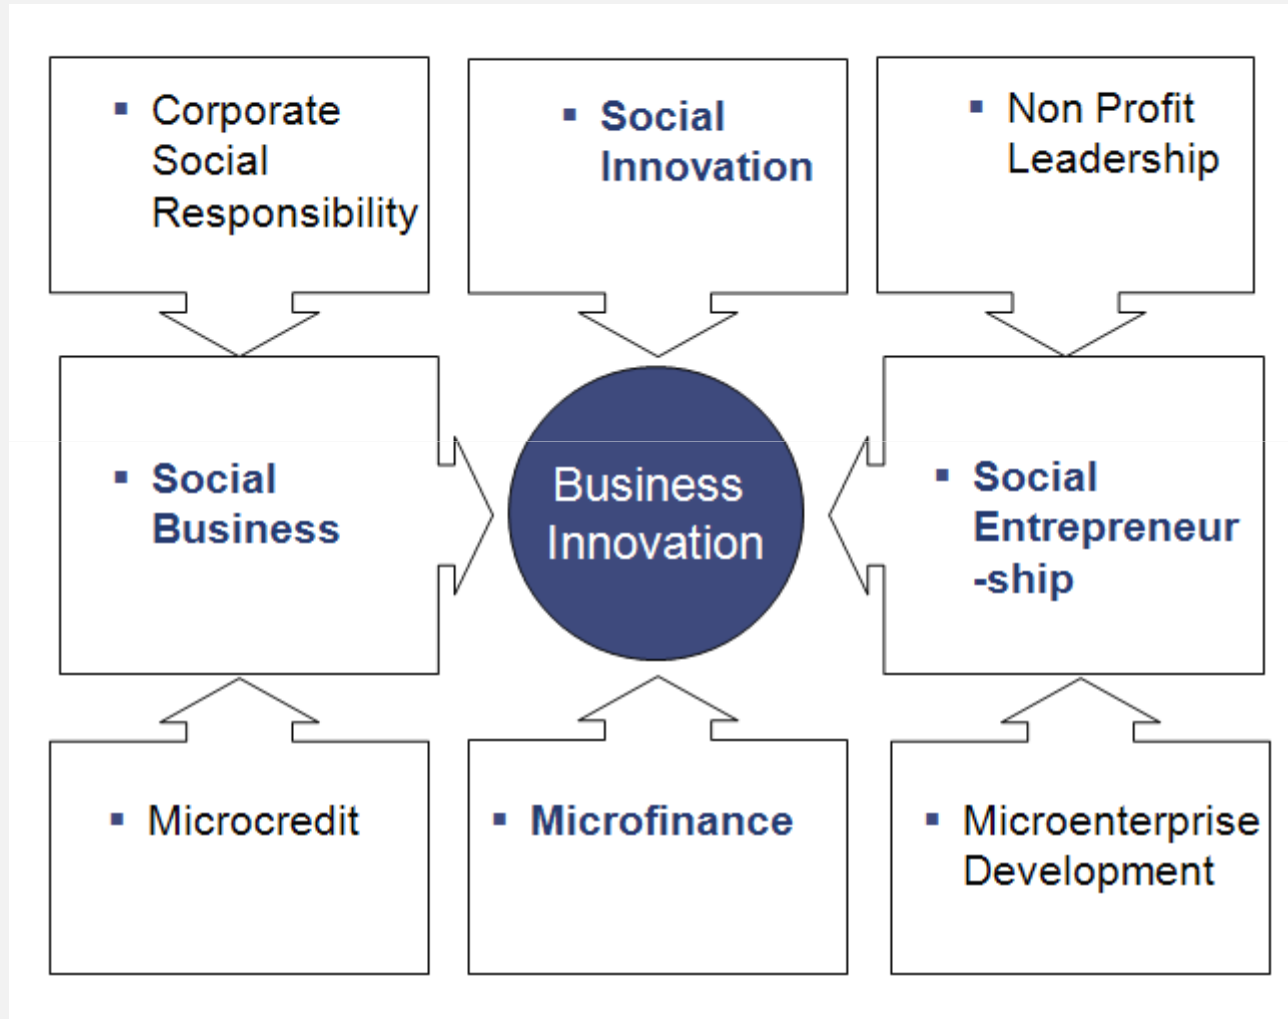 ▪ Corporate
Social
Responsibility
▪ Social
Innovation
▪ Non Profit
Leadership
▪ Social
Business
Business
Innovation
▪ Social
Entrepreneur
-ship
▪ Microcredit
▪ Microfinance
▪ Microenterprise
Development